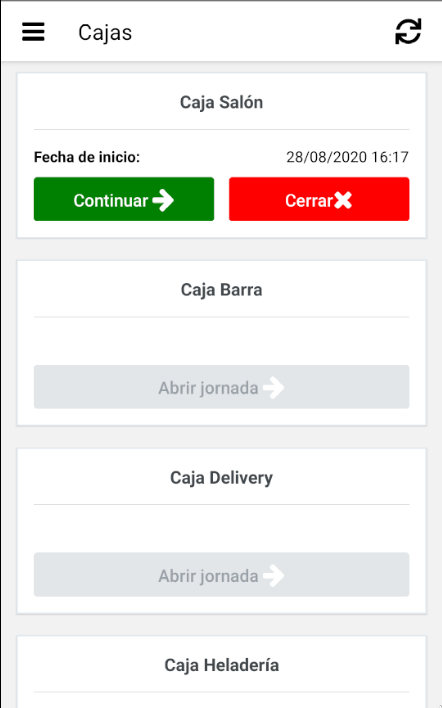 Cajas
Caja Salón
Fecha de inicio: 28/08/2020 16:17
Continuar Cerrar
Caja Barra
Abrir jornada
Caja Delivery
Abrir jornada
Caja Heladería